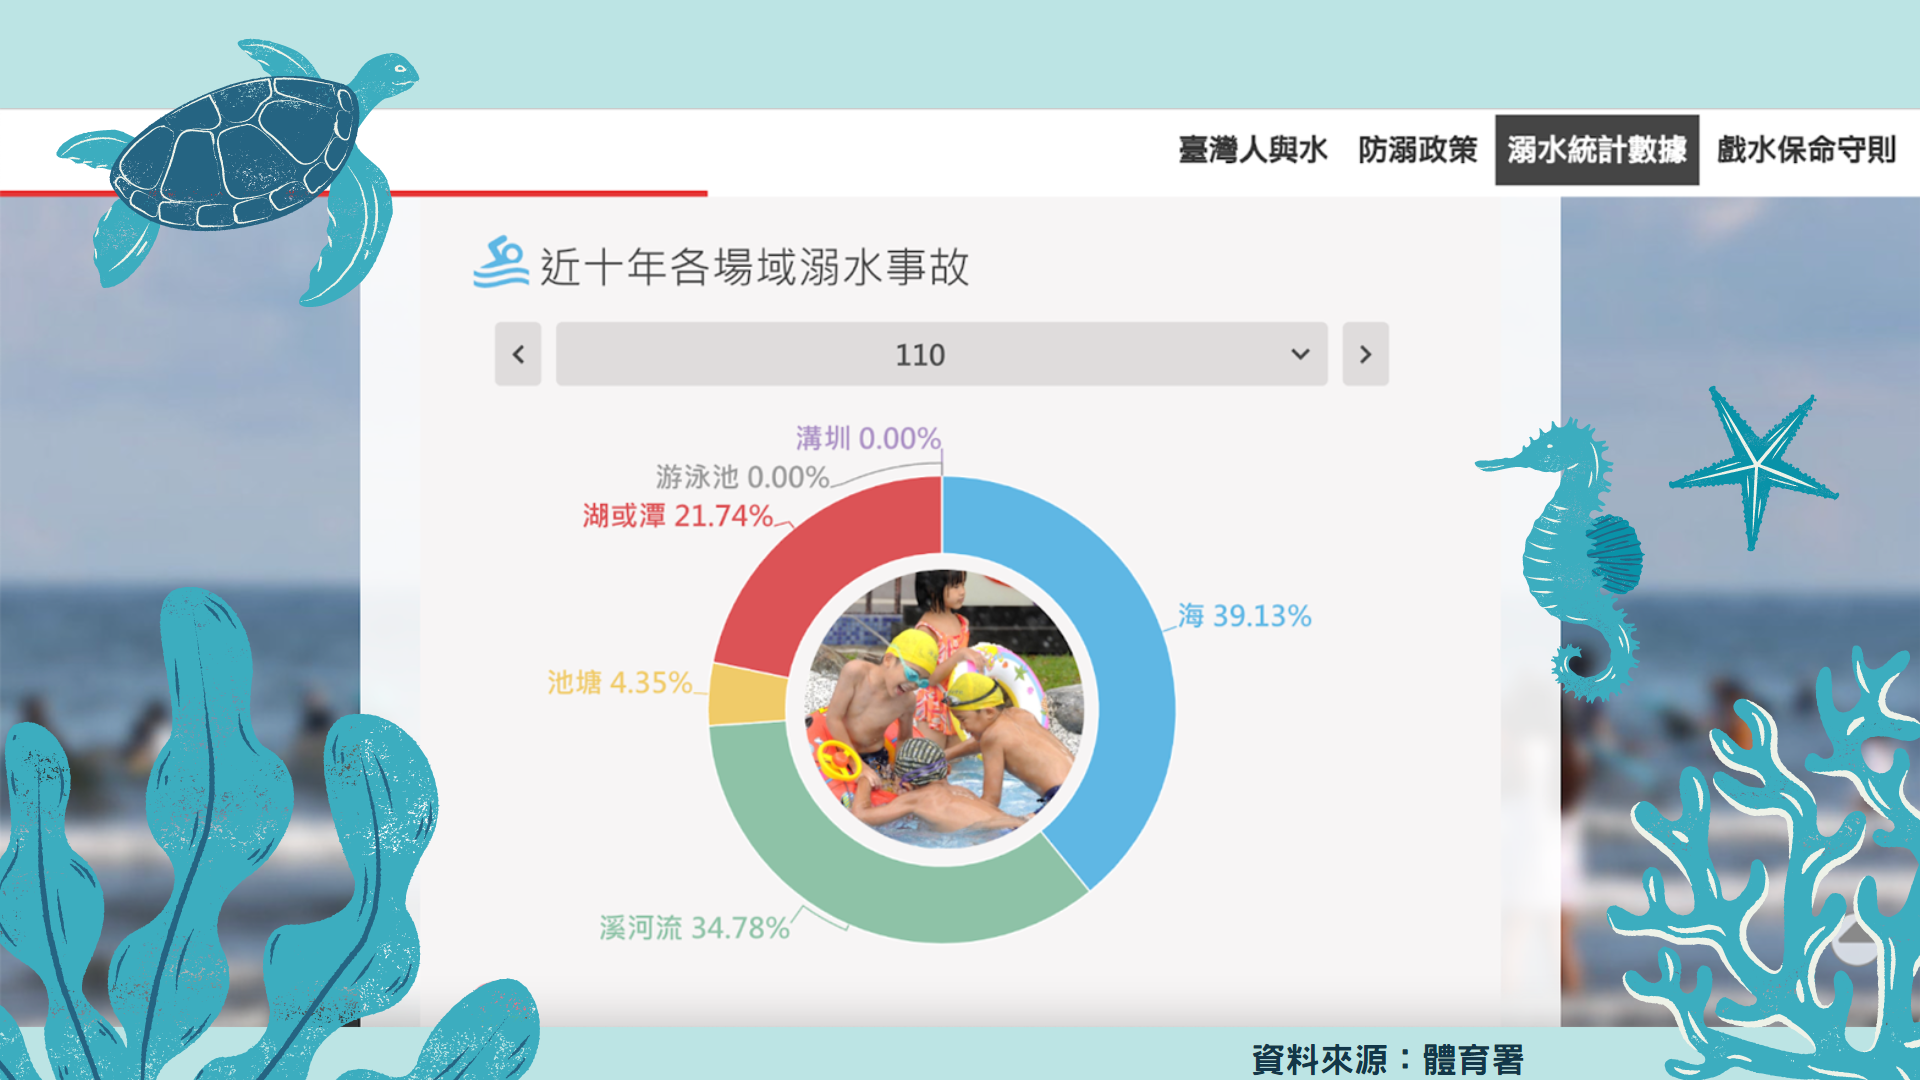 臺灣人與水 防溺政策 溺水統計數據 戲水保命守則
近十年各場域溺水事故
110
溝圳 0.00%
游泳池 0.00%
湖或潭 21.74%
海 39.13%
池塘 4.35%
溪河流 34.78%
資料來源：體育署